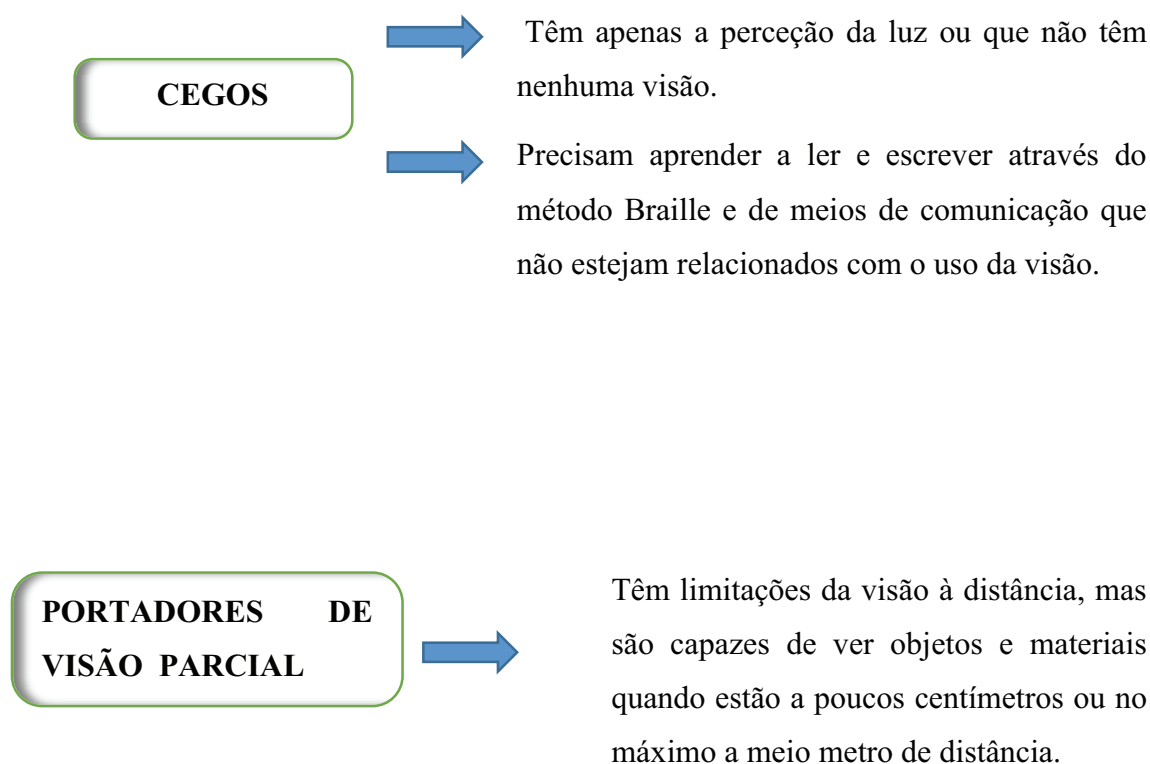 CEGOS
Têm apenas a perceção da luz ou que não têm
nenhuma visão.
Precisam aprender a ler e escrever através do
método Braille e de meios de comunicação que
não estejam relacionados com o uso da visão.
PORTADORES DE
VISÃO PARCIAL
Têm limitações da visão à distância, mas
são capazes de ver objetos e materiais
quando estão a poucos centímetros ou no
máximo a meio metro de distância.